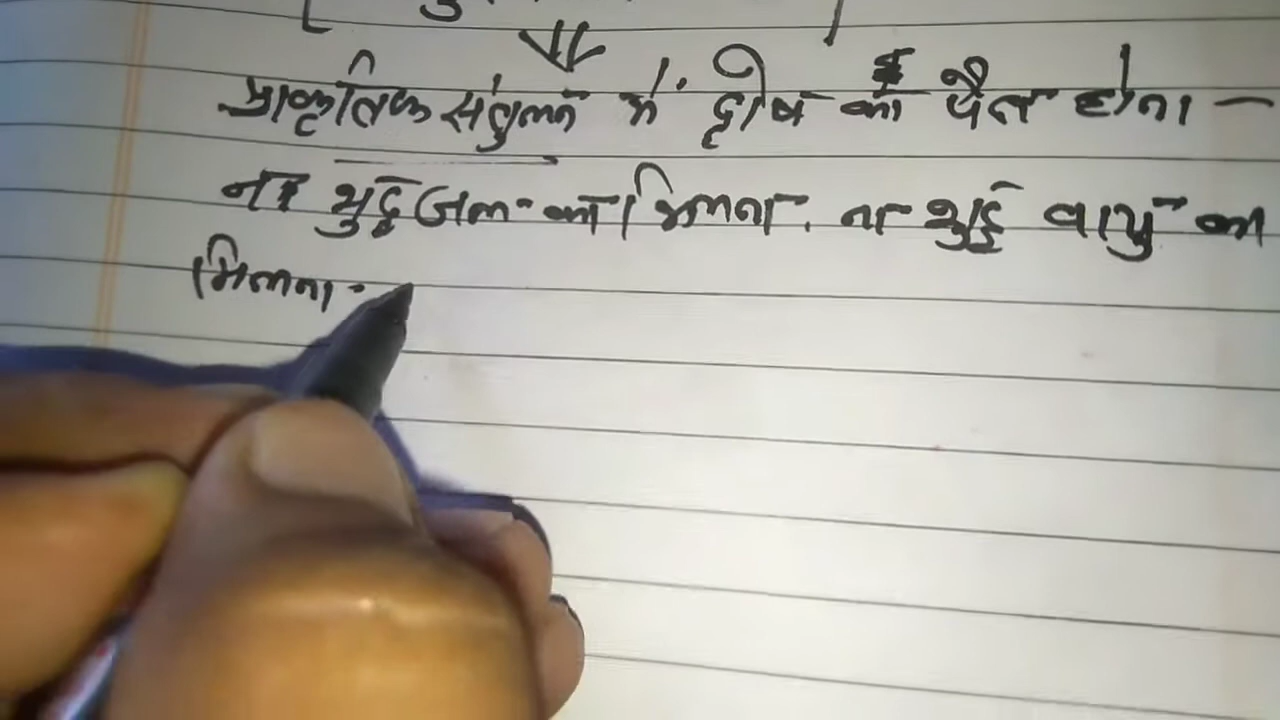 प्राकृतिक संतुलन में दोष का पैदा होना –
ना शुद्ध जल का मिलना, ना शुद्ध वायु का
मिलना